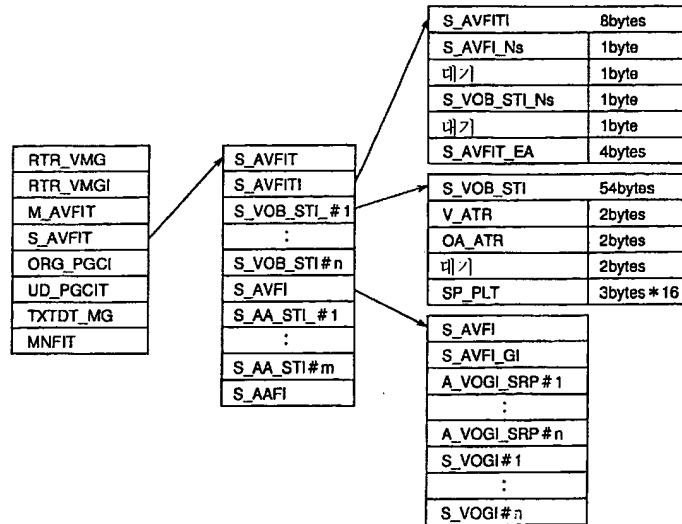 RTR_VMG
RTR_VMGI
M_AVFIT
S_AVFIT
ORG_PGCI
UD_PGCIT
TXTDT_MG
MNFIT
S_AVFIT
S_AVFITI
S_VOB_STI_#1
:
S_VOB_STI#n
S_AVFI
S_AA_STI_#1
:
S_AA_STI#m
S_AAFI
S_AVFITI 8bytes
S_AVFI_Ns 1byte
대기 1byte
S_VOB_STI_Ns 1byte
대기 1byte
S_AVFIT_EA 4bytes
S_VOB_STI 54bytes
V_ATR 2bytes
OA_ATR 2bytes
대기 2bytes
SP_PLT 3bytes*16
S_AVFI
S_AVFI_GI
A_VOGI_SRP#1
:
A_VOGI_SRP#n
S_VOGI#1
:
S_VOGI#n